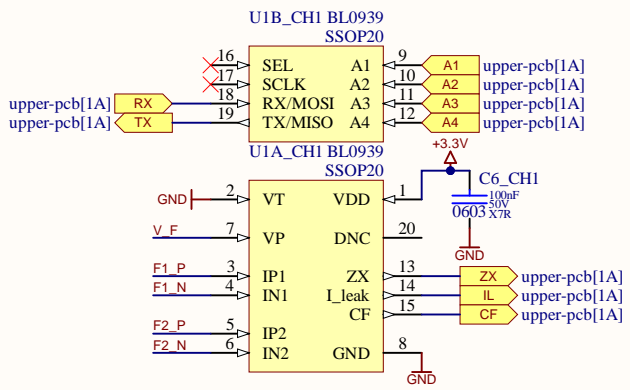 U1B_CH1 BL0939
SSOP20
16 SEL A1 9 A1 upper-pcb[1A]
17 SCLK A2 10 A2 upper-pcb[1A]
upper-pcb[1A] RX 18 RX/MOSI A3 11 A3 upper-pcb[1A]
upper-pcb[1A] TX 19 TX/MISO A4 12 A4 upper-pcb[1A]
U1A_CH1 BL0939
SSOP20
+3.3V
GND 2 VT VDD 1
C6_CH1
100nF
50V
0603 X7R
GND
V_F 7 VP DNC 20
F1_P 3 IP1 ZX 13 ZX upper-pcb[1A]
F1_N 4 IN1 I_leak 14 IL upper-pcb[1A]
CF 15 CF upper-pcb[1A]
F2_P 5 IP2
F2_N 6 IN2 GND 8
GND